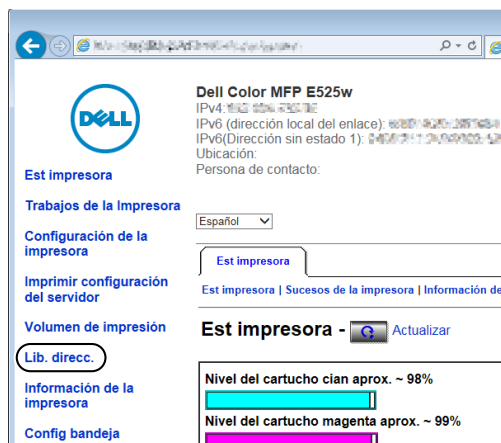 Dell Color MFP E525w
IPv4:
IPv6 (dirección local del enlace):
IPv6(Dirección sin estado 1):
Ubicación:
Persona de contacto:
DELL
Est impresora
Trabajos de la Impresora
Configuración de la
impresora
Imprimir configuración
del servidor
Volumen de impresión
Lib. direcc.
Información de la
impresora
Config bandeja
Español
Est impresora
Est impresora | Sucesos de la impresora | Información de
Est impresora - Actualizar
Nivel del cartucho cian aprox. ~ 98%
Nivel del cartucho magenta aprox. ~ 99%